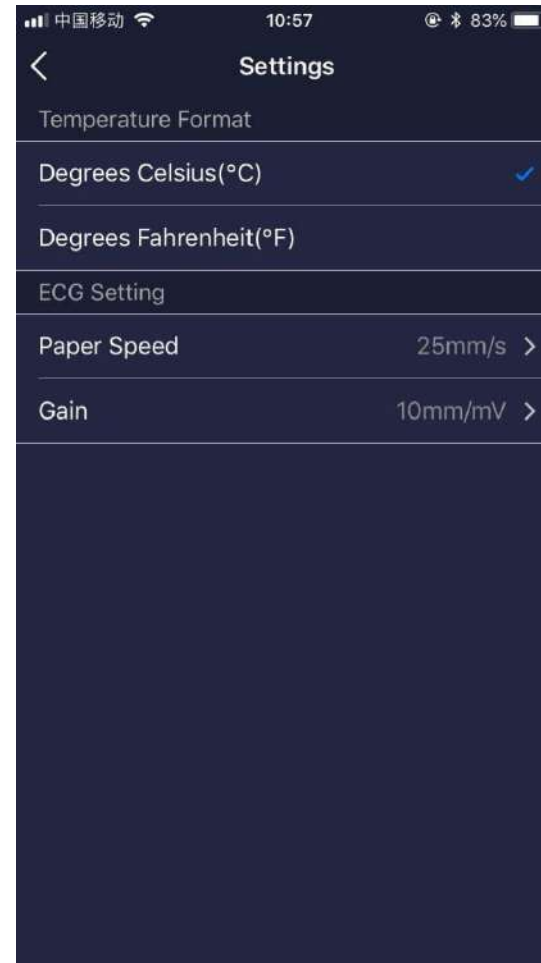 中国移动 10:57 83%
Settings
Temperature Format
Degrees Celsius(°C)
Degrees Fahrenheit(°F)
ECG Setting
Paper Speed 25mm/s
Gain 10mm/mV